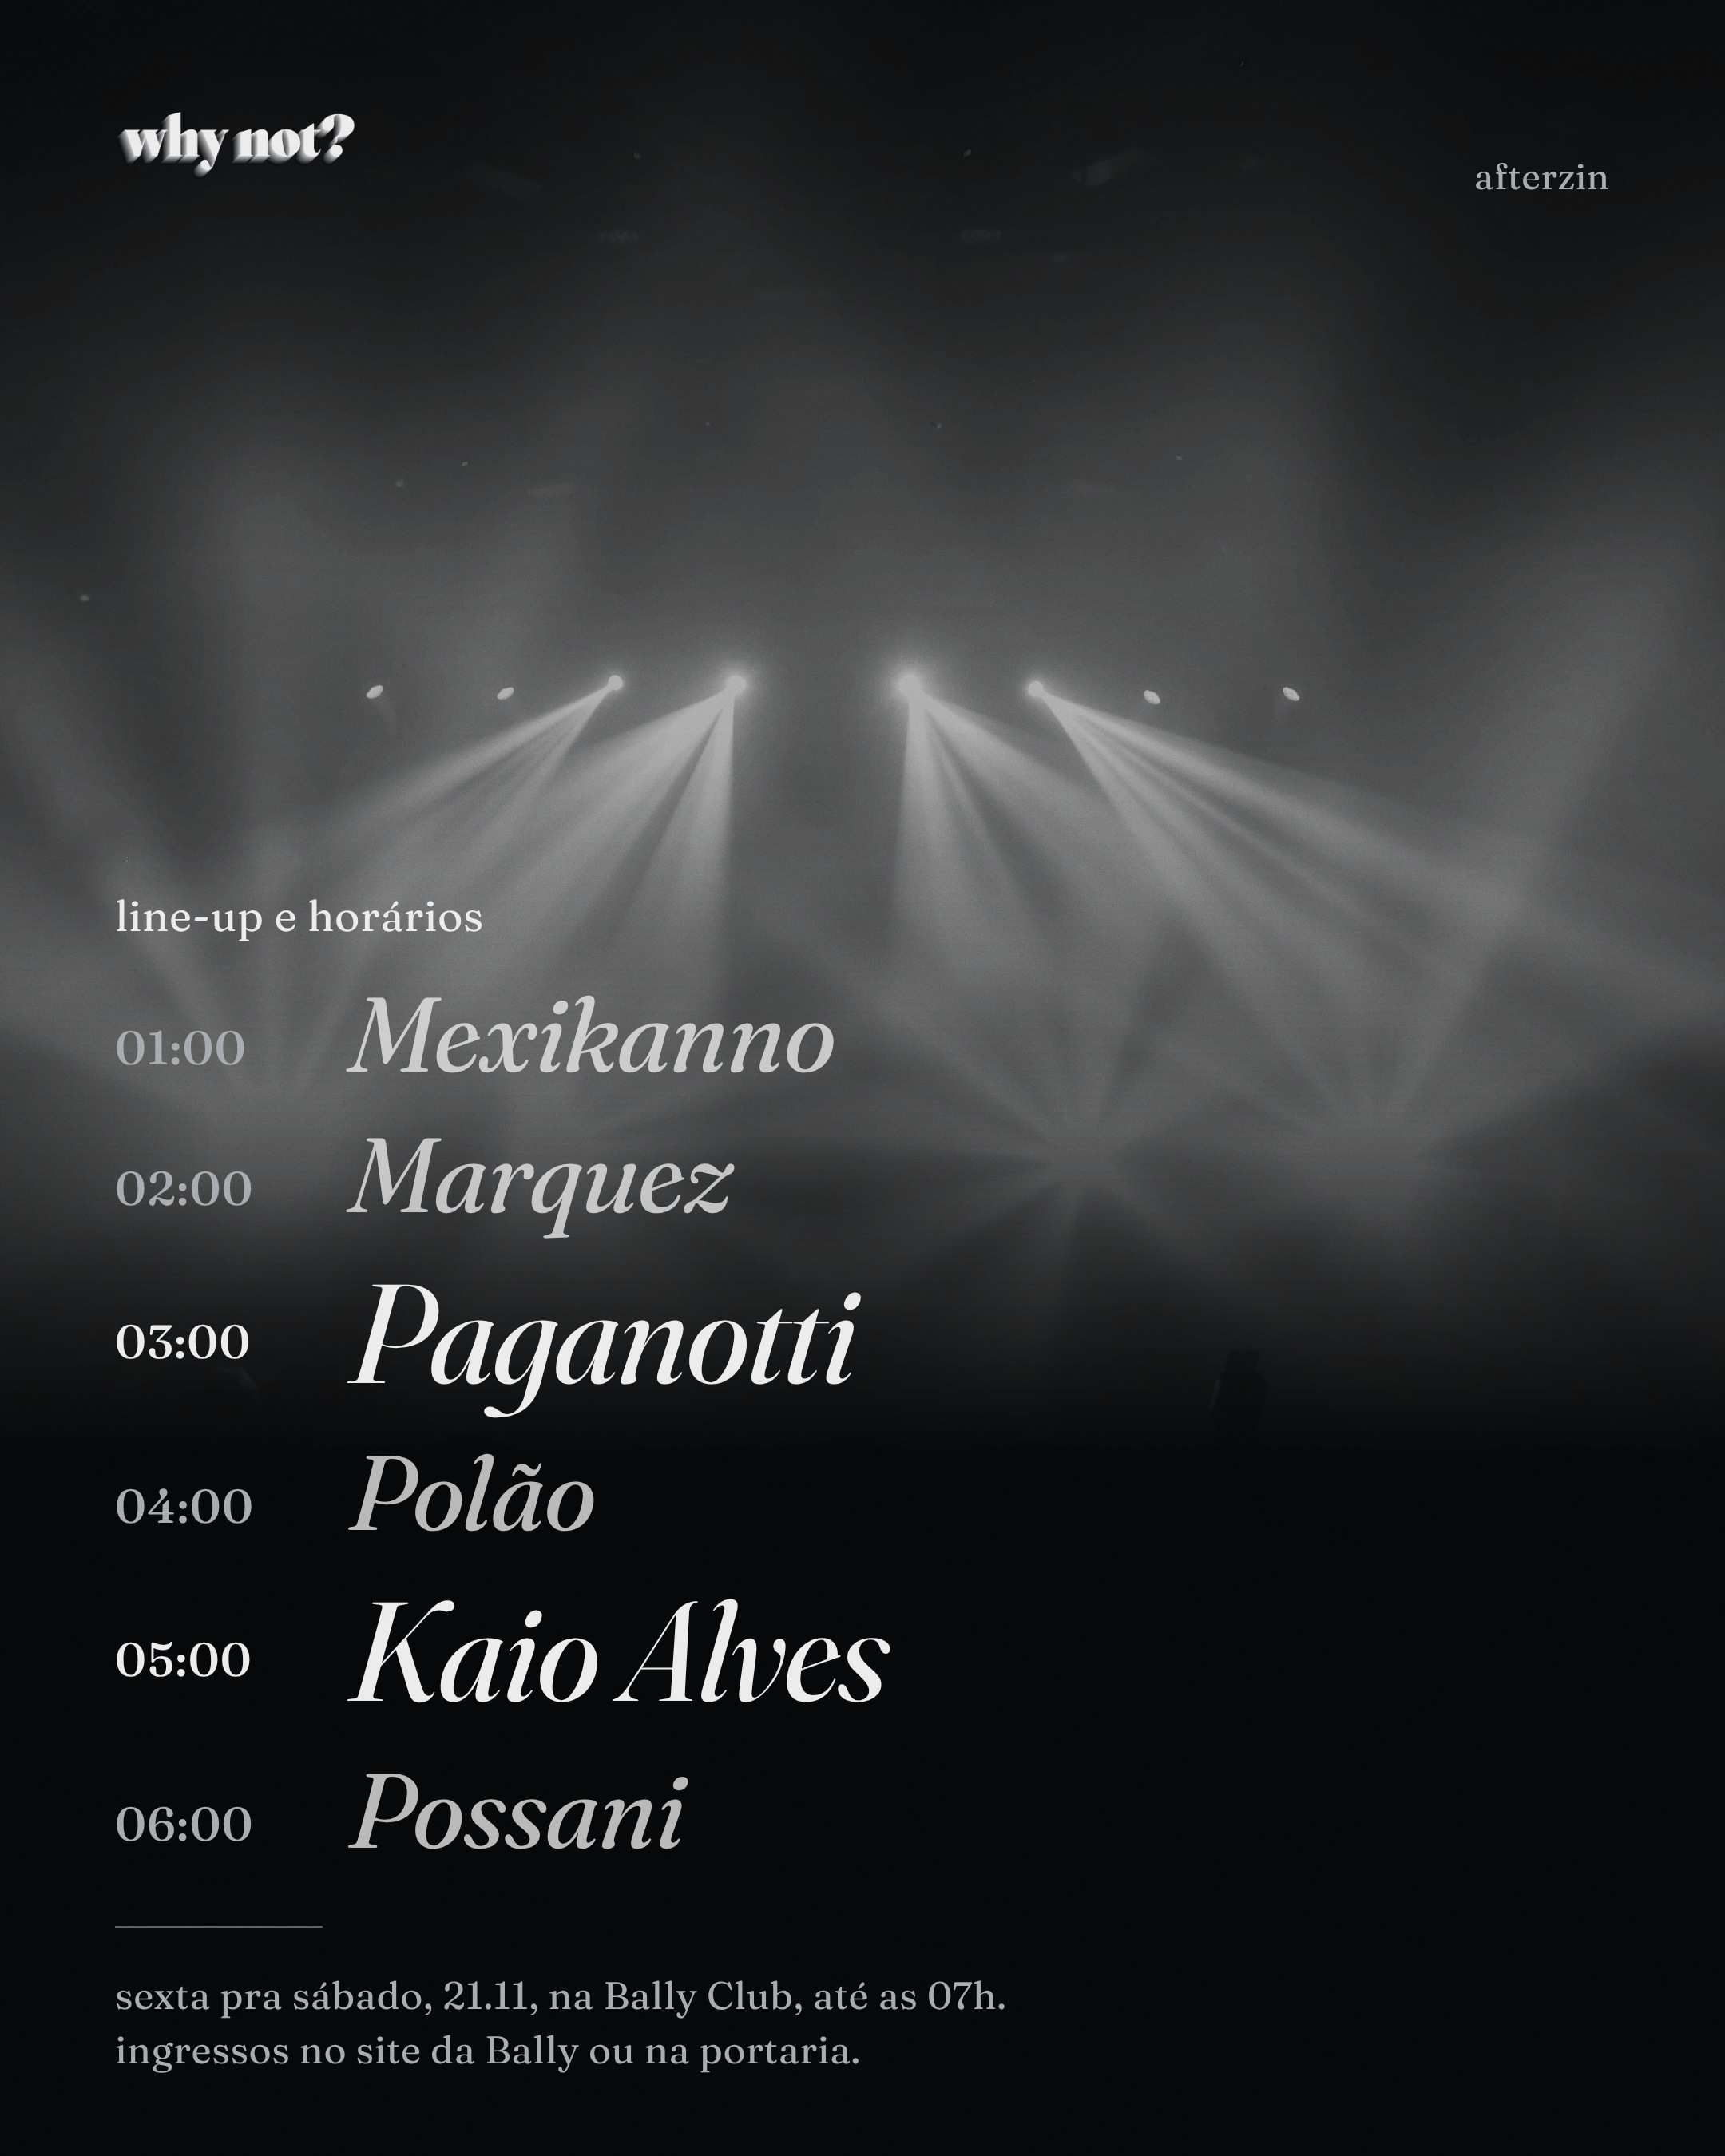 why not?
afterzin
line-up e horários
01:00 Mexikanno
02:00 Marquez
03:00 Paganotti
04:00 Polão
05:00 Kaio Alves
06:00 Possani
sexta pra sábado, 21.11, na Bally Club, até as 07h.
ingressos no site da Bally ou na portaria.